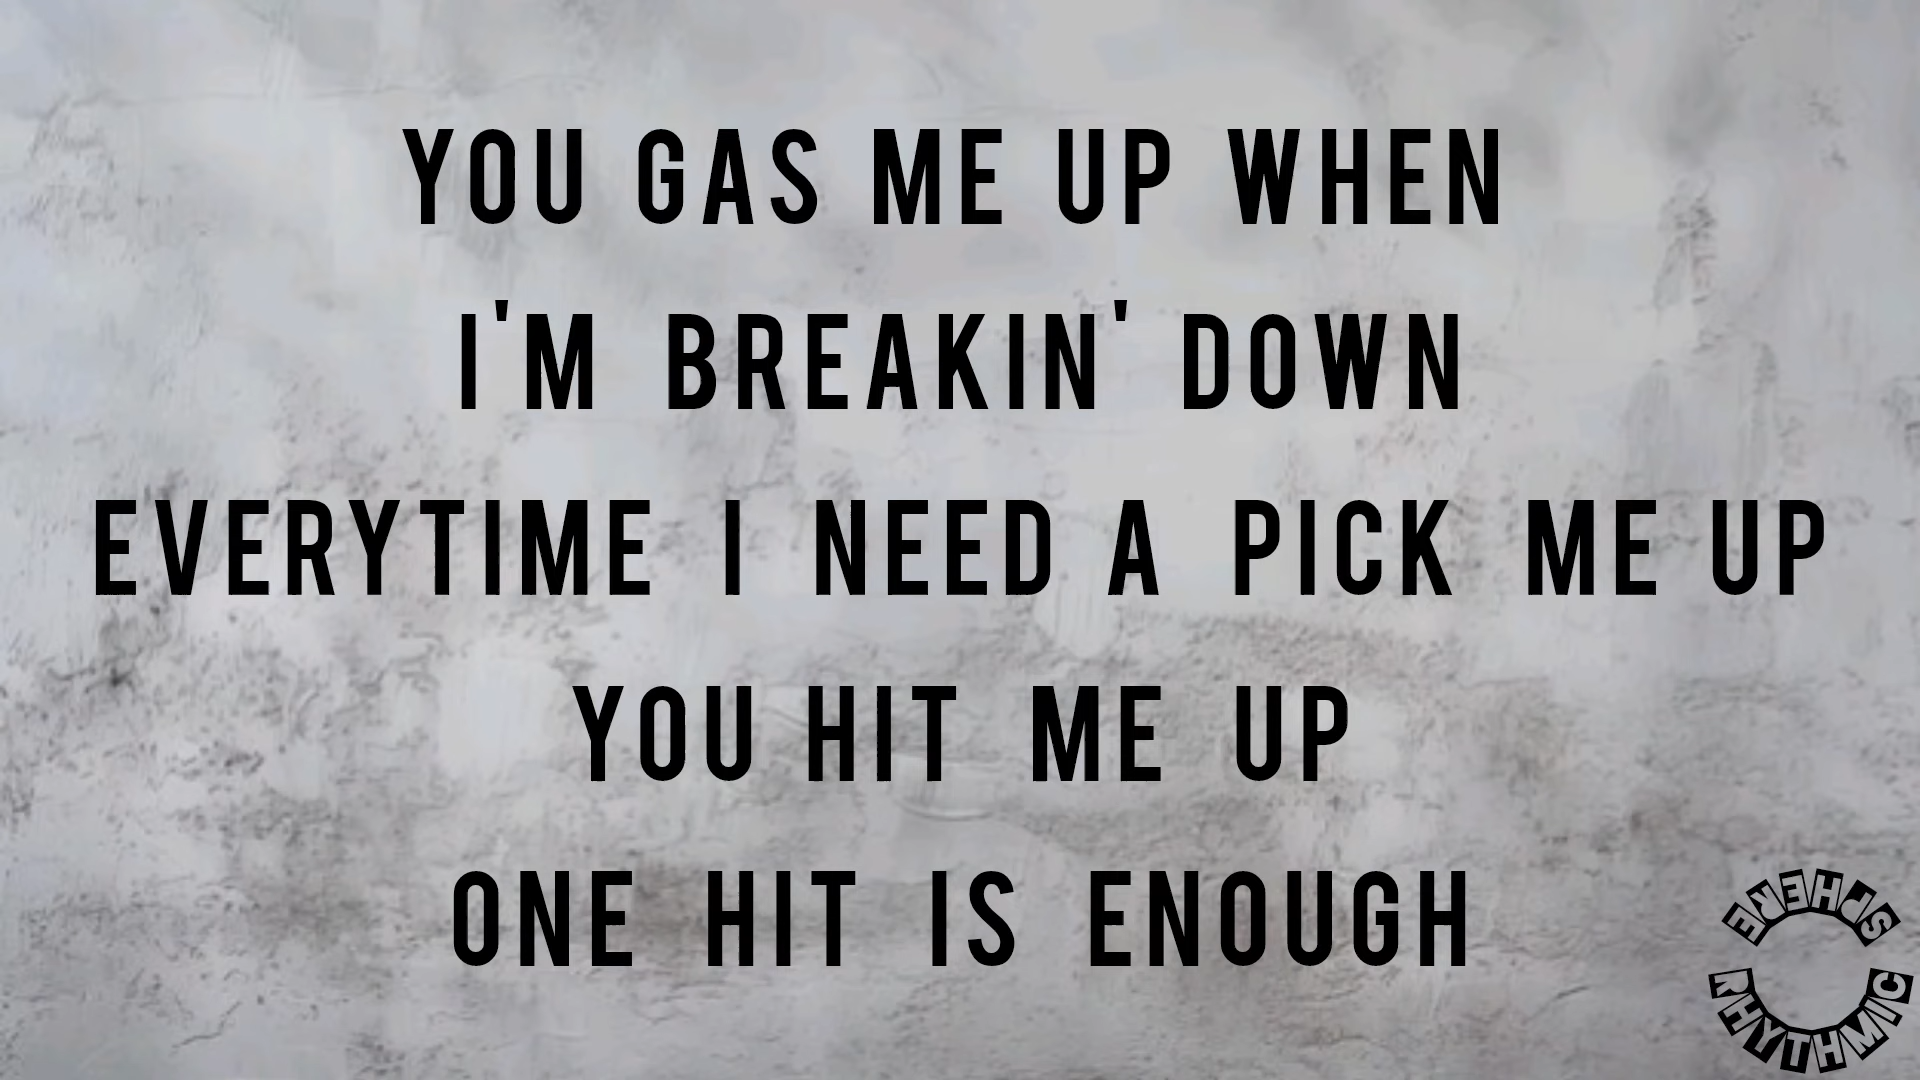 YOU GAS ME UP WHEN
I'M BREAKIN' DOWN
EVERYTIME I NEED A PICK ME UP
YOU HIT ME UP
ONE HIT IS ENOUGH
RHYTHMIC
SPHERE